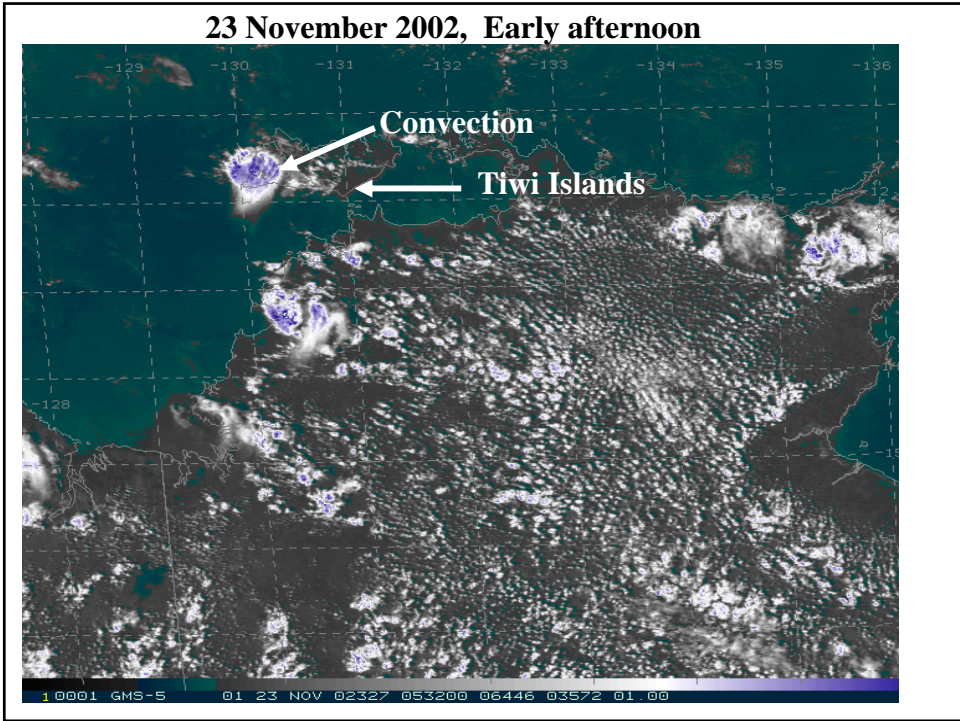 23 November 2002, Early afternoon
-129 -130 -131 -132 -133 -134 -135 -136
Convection
Tiwi Islands
-128
1 0001 GMS-5 01 23 NOV 02327 053200 06446 03572 01.00